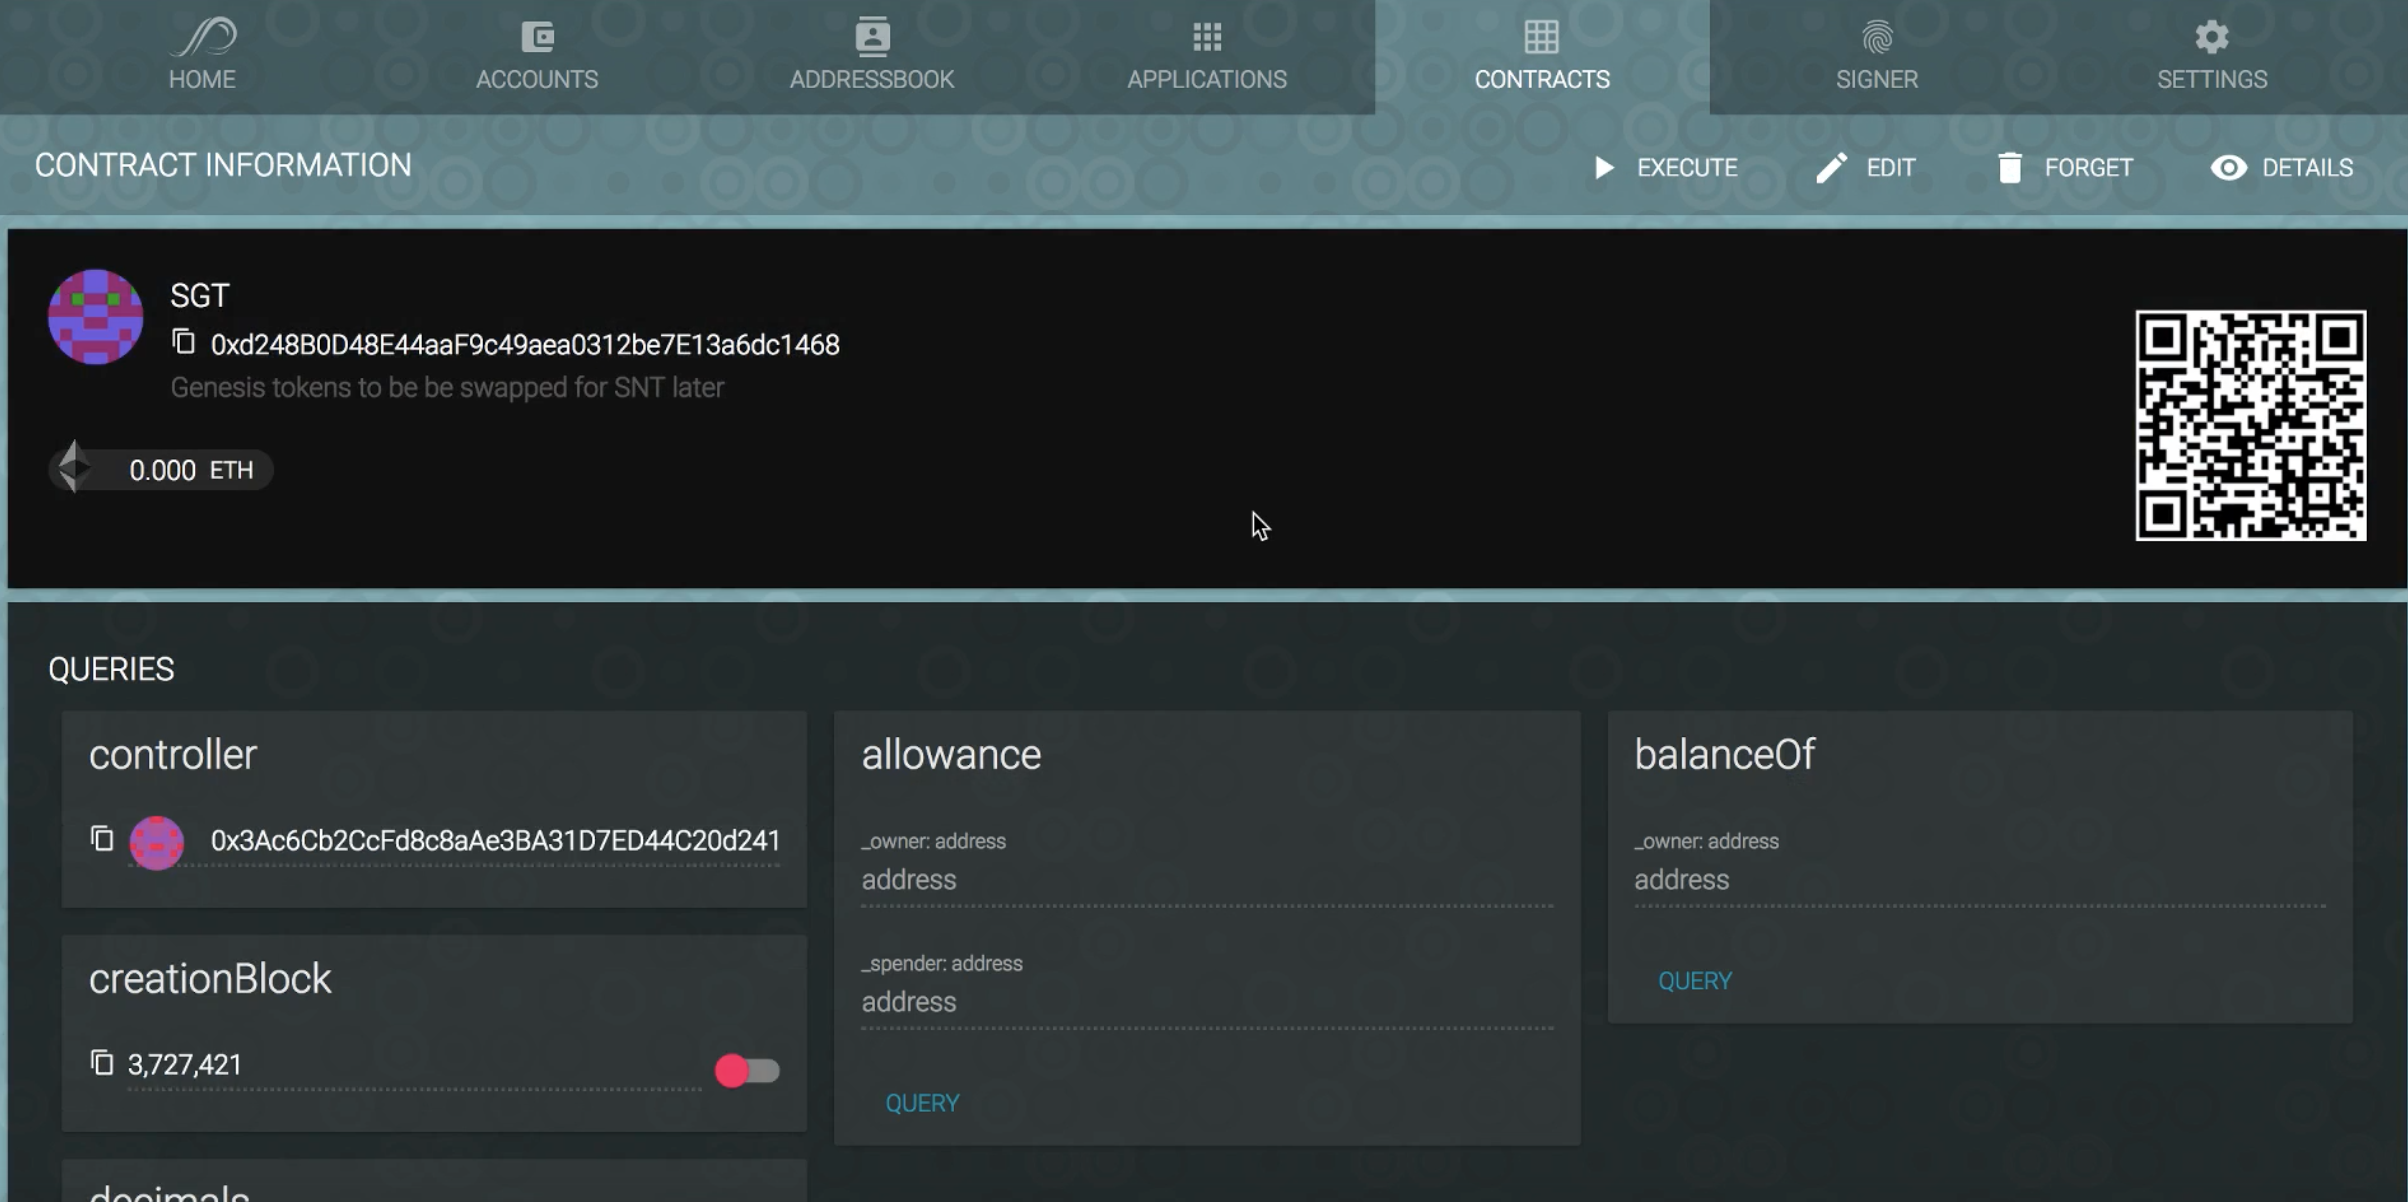 HOME
ACCOUNTS
ADDRESSBOOK
APPLICATIONS
CONTRACTS
SIGNER
SETTINGS
CONTRACT INFORMATION
EXECUTE
EDIT
FORGET
DETAILS
SGT
0xd248B0D48E44aaF9c49aea0312be7E13a6dc1468
Genesis tokens to be be swapped for SNT later
0.000 ETH
QUERIES
controller
0x3Ac6Cb2CcFd8c8aAe3BA31D7ED44C20d241
creationBlock
3,727,421
decimals
allowance
_owner: address
address
_spender: address
address
QUERY
balanceOf
_owner: address
address
QUERY